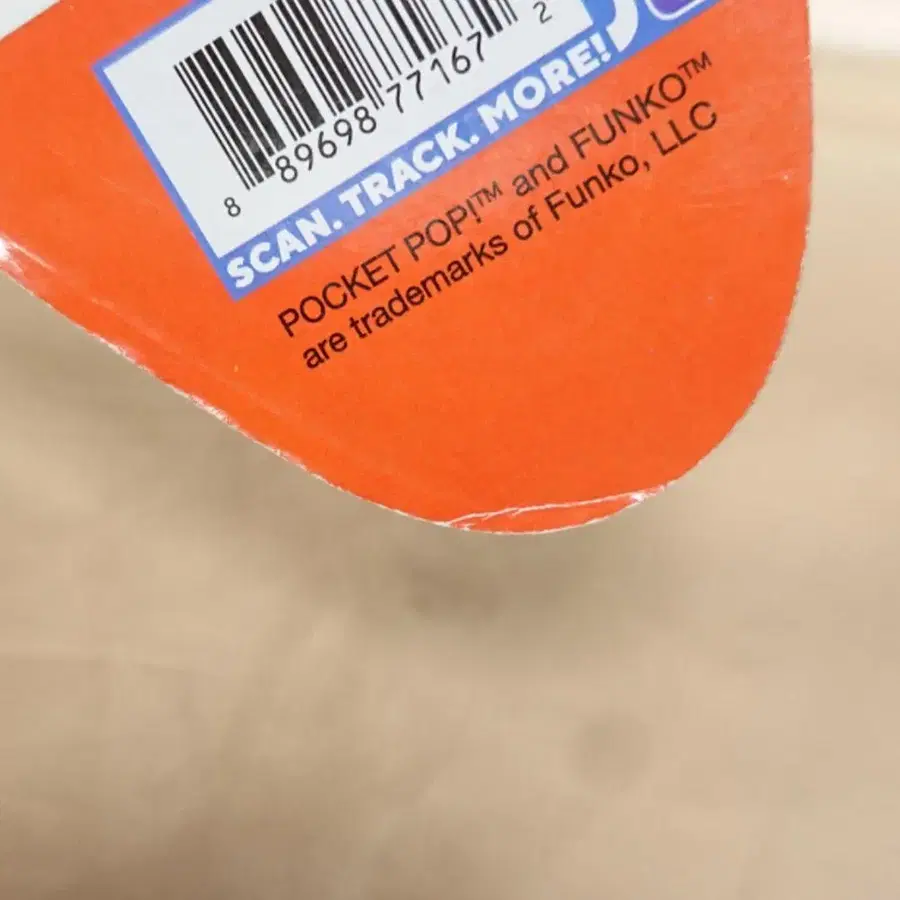 8 89698 77167 2
SCAN. TRACK. MORE!
POCKET POP!™ and FUNKO™
are trademarks of Funko, LLC